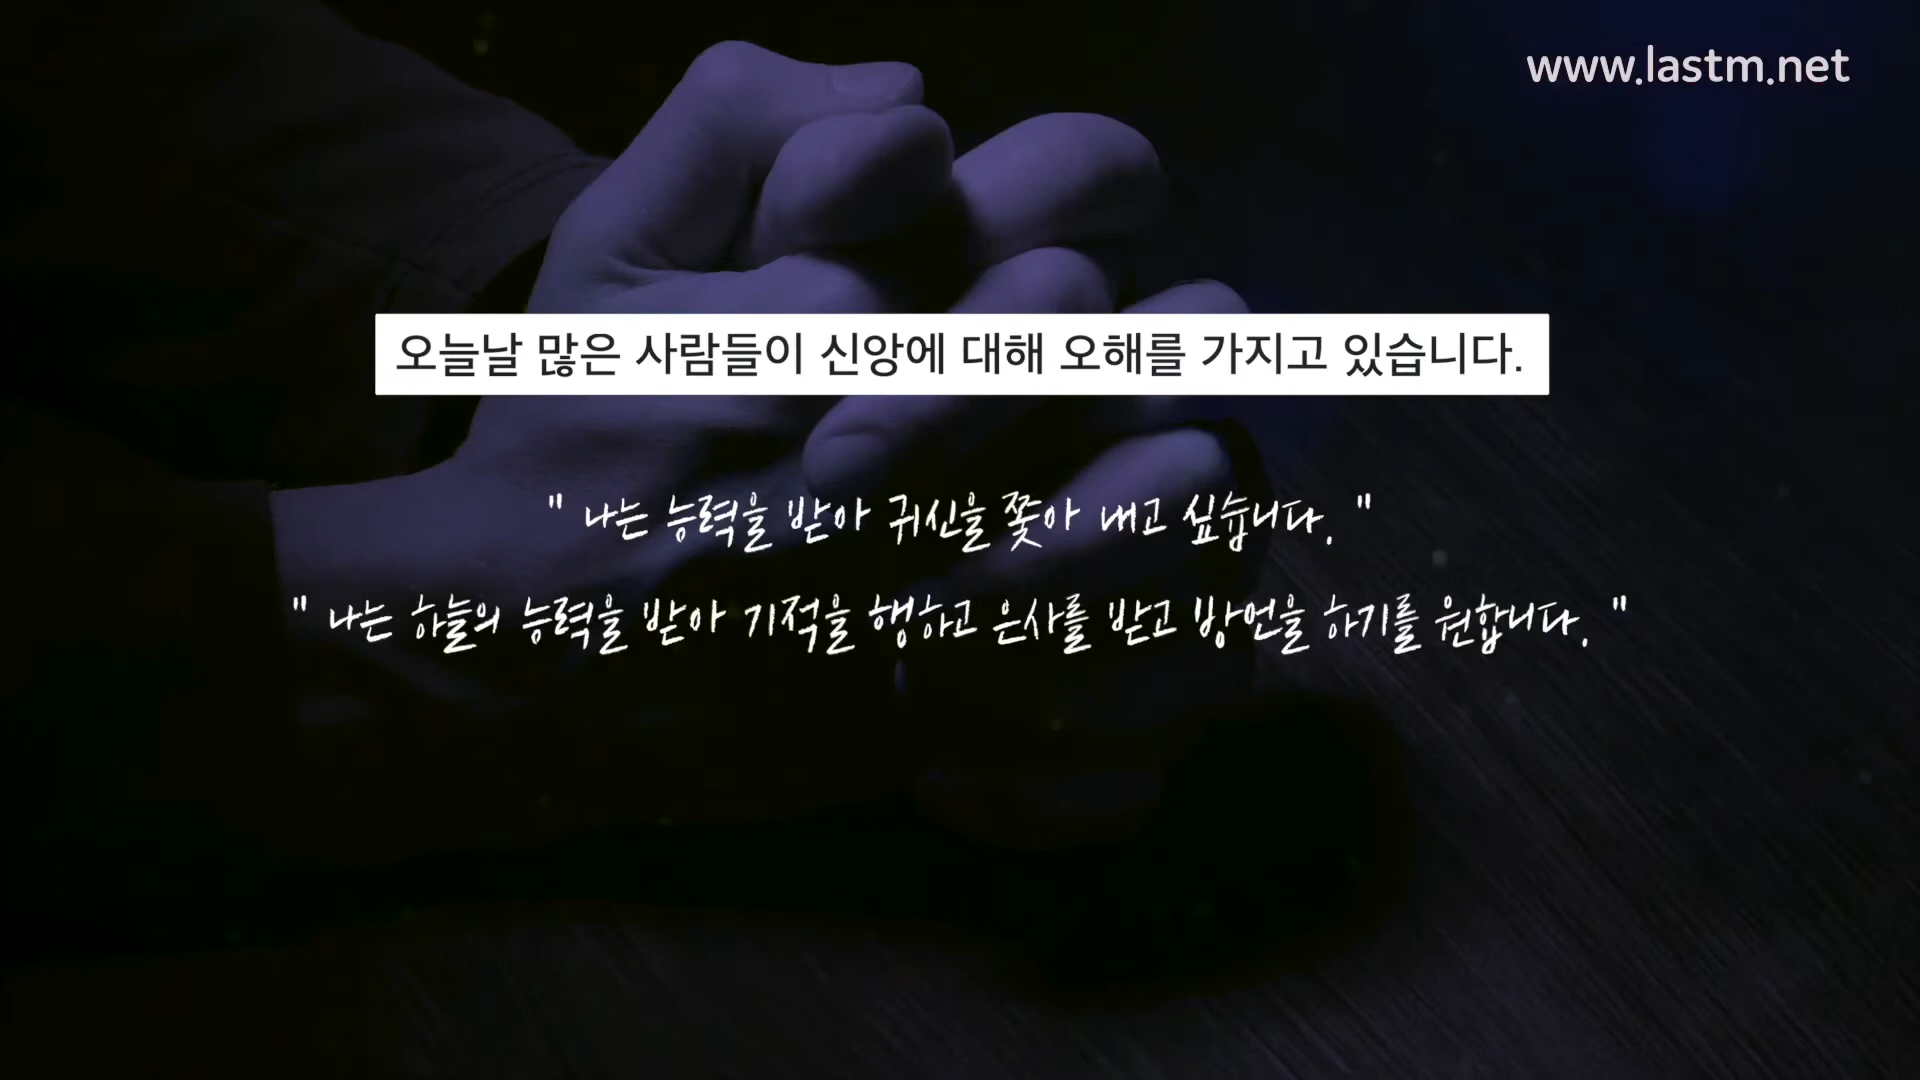 www.lastm.net
오늘날 많은 사람들이 신앙에 대해 오해를 가지고 있습니다.
" 나는 능력을 받아 귀신을 쫓아 내고 싶습니다. "
" 나는 하늘의 능력을 받아 기적을 행하고 은사를 받고 방언을 하기를 원합니다. "